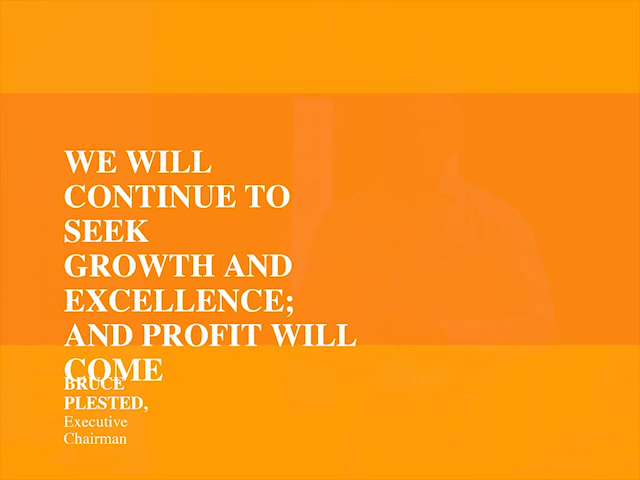 WE WILL
CONTINUE TO
SEEK
GROWTH AND
EXCELLENCE;
AND PROFIT WILL
COME
BRUCE
PLESTED,
Executive
Chairman